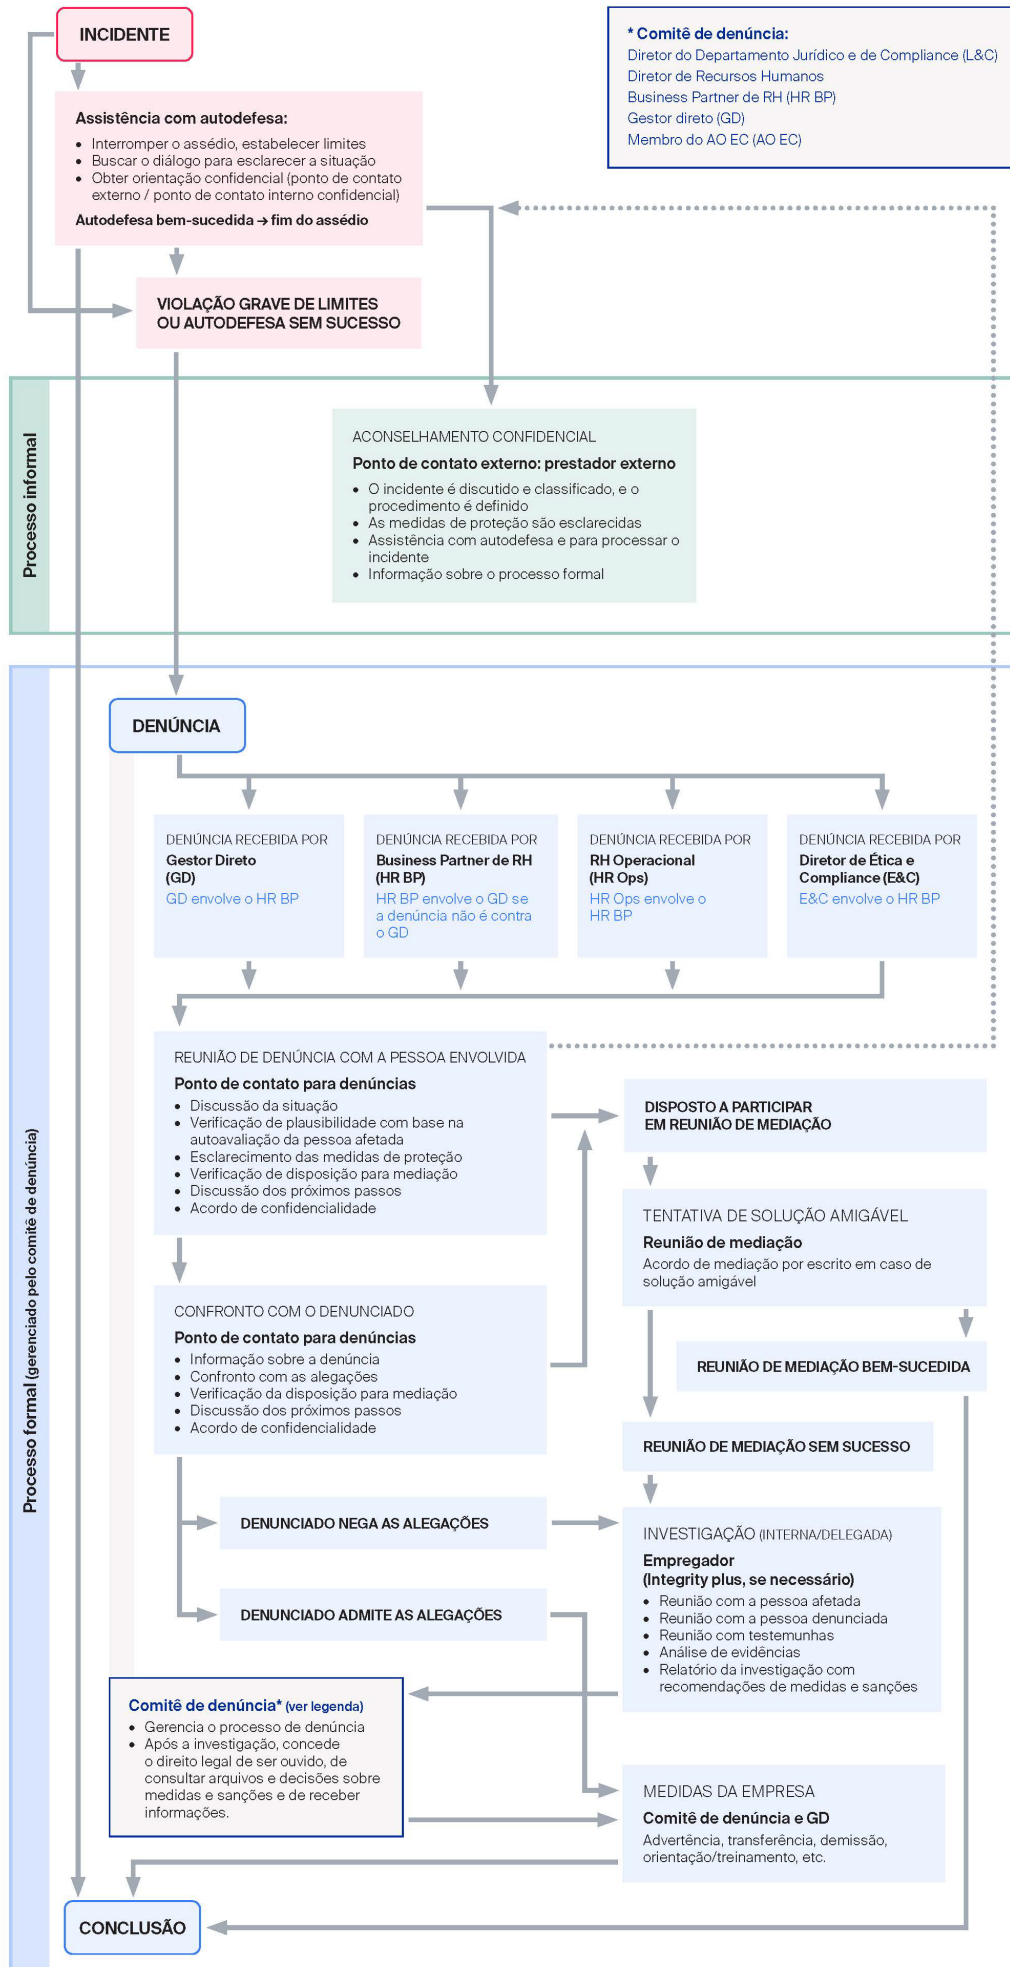 INCIDENTE
* Comitê de denúncia:
Diretor do Departamento Jurídico e de Compliance (L&C)
Diretor de Recursos Humanos
Business Partner de RH (HR BP)
Gestor direto (GD)
Membro do AO EC (AO EC)
Assistência com autodefesa:
• Interromper o assédio, estabelecer limites
• Buscar o diálogo para esclarecer a situação
• Obter orientação confidencial (ponto de contato
externo / ponto de contato interno confidencial)
Autodefesa bem-sucedida → fim do assédio
VIOLAÇÃO GRAVE DE LIMITES
OU AUTODEFESA SEM SUCESSO
Processo informal
ACONSELHAMENTO CONFIDENCIAL
Ponto de contato externo: prestador externo
• O incidente é discutido e classificado, e o
procedimento é definido
• As medidas de proteção são esclarecidas
• Assistência com autodefesa e para processar o
incidente
• Informação sobre o processo formal
Processo formal (gerenciado pelo comitê de denúncia)
DENÚNCIA
DENÚNCIA RECEBIDA POR
Gestor Direto
(GD)
GD envolve o HR BP
DENÚNCIA RECEBIDA POR
Business Partner de RH
(HR BP)
HR BP envolve o GD se
a denúncia não é contra
o GD
DENÚNCIA RECEBIDA POR
RH Operacional
(HR Ops)
HR Ops envolve o
HR BP
DENÚNCIA RECEBIDA POR
Diretor de Ética e
Compliance (E&C)
E&C envolve o HR BP
REUNIÃO DE DENÚNCIA COM A PESSOA ENVOLVIDA
Ponto de contato para denúncias
• Discussão da situação
• Verificação de plausibilidade com base na
autoavaliação da pessoa afetada
• Esclarecimento das medidas de proteção
• Verificação de disposição para mediação
• Discussão dos próximos passos
• Acordo de confidencialidade
DISPOSTO A PARTICIPAR
EM REUNIÃO DE MEDIAÇÃO
TENTATIVA DE SOLUÇÃO AMIGÁVEL
Reunião de mediação
Acordo de mediação por escrito em caso de
solução amigável
CONFRONTO COM O DENUNCIADO
Ponto de contato para denúncias
• Informação sobre a denúncia
• Confronto com as alegações
• Verificação da disposição para mediação
• Discussão dos próximos passos
• Acordo de confidencialidade
REUNIÃO DE MEDIAÇÃO BEM-SUCEDIDA
REUNIÃO DE MEDIAÇÃO SEM SUCESSO
DENUNCIADO NEGA AS ALEGAÇÕES
INVESTIGAÇÃO (INTERNA/DELEGADA)
Empregador
(Integrity plus, se necessário)
• Reunião com a pessoa afetada
• Reunião com a pessoa denunciada
• Reunião com testemunhas
• Análise de evidências
• Relatório da investigação com
recomendações de medidas e sanções
DENUNCIADO ADMITE AS ALEGAÇÕES
Comitê de denúncia* (ver legenda)
• Gerencia o processo de denúncia
• Após a investigação, concede
o direito legal de ser ouvido, de
consultar arquivos e decisões sobre
medidas e sanções e de receber
informações.
MEDIDAS DA EMPRESA
Comitê de denúncia e GD
Advertência, transferência, demissão,
orientação/treinamento, etc.
CONCLUSÃO